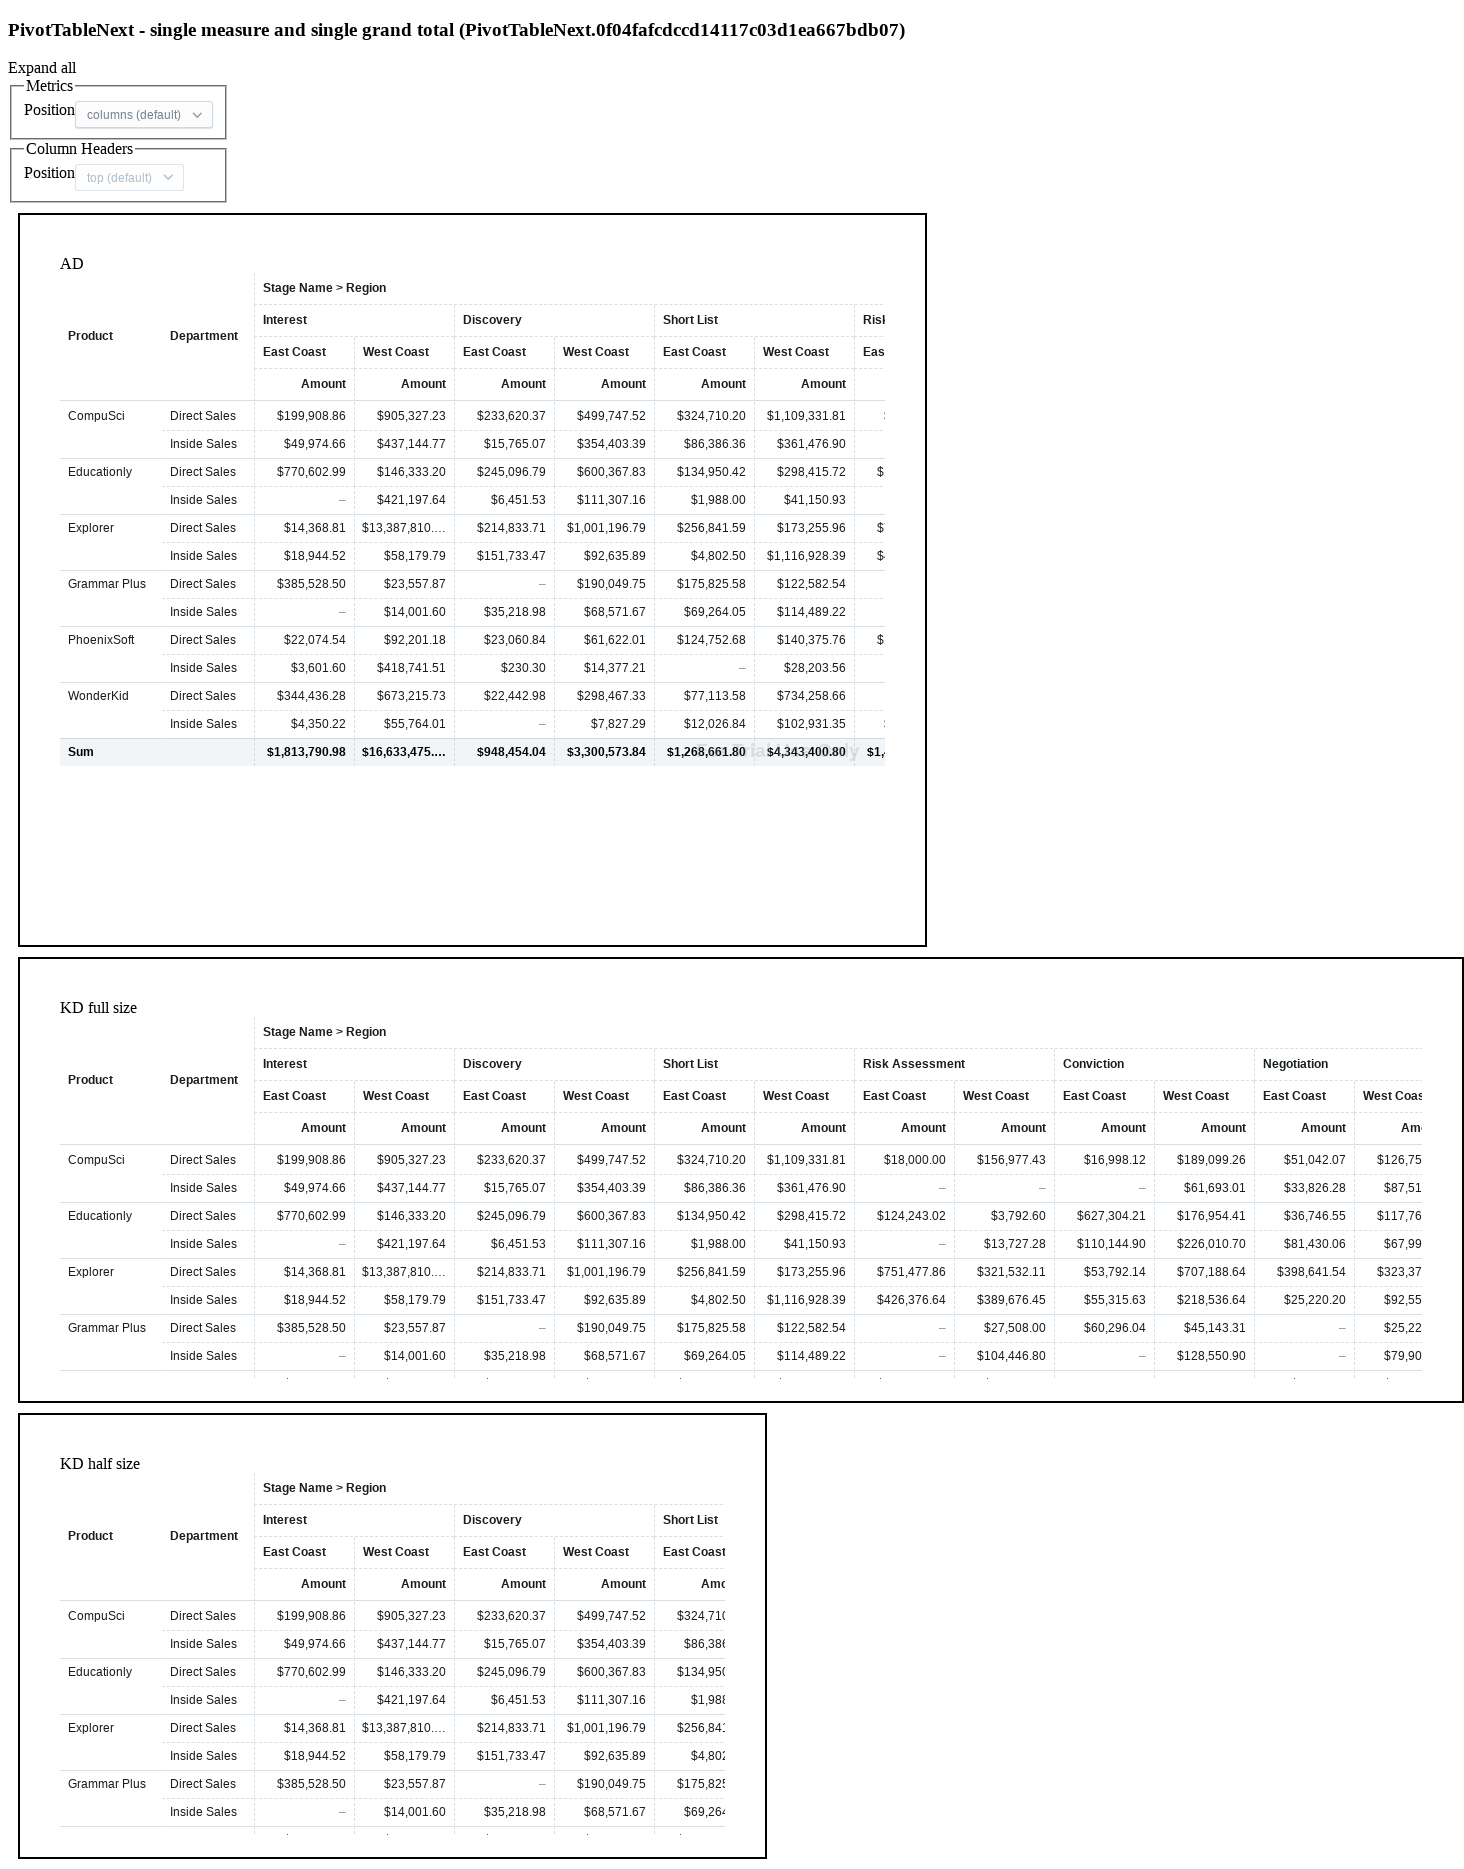 PivotTableNext - single measure and single grand total (PivotTableNext.0f04fafcdccd14117c03d1ea667bdb07)
Expand all
Metrics
Position columns (default)
Column Headers
Position top (default)
AD
Stage Name > Region
Interest Discovery Short List
Product Department
East Coast West Coast East Coast West Coast East Coast West Coast
Amount Amount Amount Amount Amount Amount
CompuSci Direct Sales $199,908.86 $905,327.23 $233,620.37 $499,747.52 $324,710.20 $1,109,331.81
Inside Sales $49,974.66 $437,144.77 $15,765.07 $354,403.39 $86,386.36 $361,476.90
Educationly Direct Sales $770,602.99 $146,333.20 $245,096.79 $600,367.83 $134,950.42 $298,415.72
Inside Sales – $421,197.64 $6,451.53 $111,307.16 $1,988.00 $41,150.93
Explorer Direct Sales $14,368.81 $13,387,810.… $214,833.71 $1,001,196.79 $256,841.59 $173,255.96
Inside Sales $18,944.52 $58,179.79 $151,733.47 $92,635.89 $4,802.50 $1,116,928.39
Grammar Plus Direct Sales $385,528.50 $23,557.87 – $190,049.75 $175,825.58 $122,582.54
Inside Sales – $14,001.60 $35,218.98 $68,571.67 $69,264.05 $114,489.22
PhoenixSoft Direct Sales $22,074.54 $92,201.18 $23,060.84 $61,622.01 $124,752.68 $140,375.76
Inside Sales $3,601.60 $418,741.51 $230.30 $14,377.21 – $28,203.56
WonderKid Direct Sales $344,436.28 $673,215.73 $22,442.98 $298,467.33 $77,113.58 $734,258.66
Inside Sales $4,350.22 $55,764.01 – $7,827.29 $12,026.84 $102,931.35
Sum $1,813,790.98 $16,633,475.… $948,454.04 $3,300,573.84 $1,268,661.80 $4,343,400.80
KD full size
Stage Name > Region
Interest Discovery Short List Risk Assessment Conviction Negotiation
Product Department
East Coast West Coast East Coast West Coast East Coast West Coast East Coast West Coast East Coast West Coast East Coast West Coas
Amount Amount Amount Amount Amount Amount Amount Amount Amount Amount Amount Am
CompuSci Direct Sales $199,908.86 $905,327.23 $233,620.37 $499,747.52 $324,710.20 $1,109,331.81 $18,000.00 $156,977.43 $16,998.12 $189,099.26 $51,042.07 $126,75
Inside Sales $49,974.66 $437,144.77 $15,765.07 $354,403.39 $86,386.36 $361,476.90 – – – $61,693.01 $33,826.28 $87,51
Educationly Direct Sales $770,602.99 $146,333.20 $245,096.79 $600,367.83 $134,950.42 $298,415.72 $124,243.02 $3,792.60 $627,304.21 $176,954.41 $36,746.55 $117,76
Inside Sales – $421,197.64 $6,451.53 $111,307.16 $1,988.00 $41,150.93 – $13,727.28 $110,144.90 $226,010.70 $81,430.06 $67,99
Explorer Direct Sales $14,368.81 $13,387,810.… $214,833.71 $1,001,196.79 $256,841.59 $173,255.96 $751,477.86 $321,532.11 $53,792.14 $707,188.64 $398,641.54 $323,37
Inside Sales $18,944.52 $58,179.79 $151,733.47 $92,635.89 $4,802.50 $1,116,928.39 $426,376.64 $389,676.45 $55,315.63 $218,536.64 $25,220.20 $92,55
Grammar Plus Direct Sales $385,528.50 $23,557.87 – $190,049.75 $175,825.58 $122,582.54 – $27,508.00 $60,296.04 $45,143.31 – $25,22
Inside Sales – $14,001.60 $35,218.98 $68,571.67 $69,264.05 $114,489.22 – $104,446.80 – $128,550.90 – $79,90
KD half size
Stage Name > Region
Interest Discovery Short List
Product Department
East Coast West Coast East Coast West Coast East Coast
Amount Amount Amount Amount Amo
CompuSci Direct Sales $199,908.86 $905,327.23 $233,620.37 $499,747.52 $324,710
Inside Sales $49,974.66 $437,144.77 $15,765.07 $354,403.39 $86,386
Educationly Direct Sales $770,602.99 $146,333.20 $245,096.79 $600,367.83 $134,950
Inside Sales – $421,197.64 $6,451.53 $111,307.16 $1,988
Explorer Direct Sales $14,368.81 $13,387,810.… $214,833.71 $1,001,196.79 $256,841
Inside Sales $18,944.52 $58,179.79 $151,733.47 $92,635.89 $4,802
Grammar Plus Direct Sales $385,528.50 $23,557.87 – $190,049.75 $175,825
Inside Sales – $14,001.60 $35,218.98 $68,571.67 $69,264